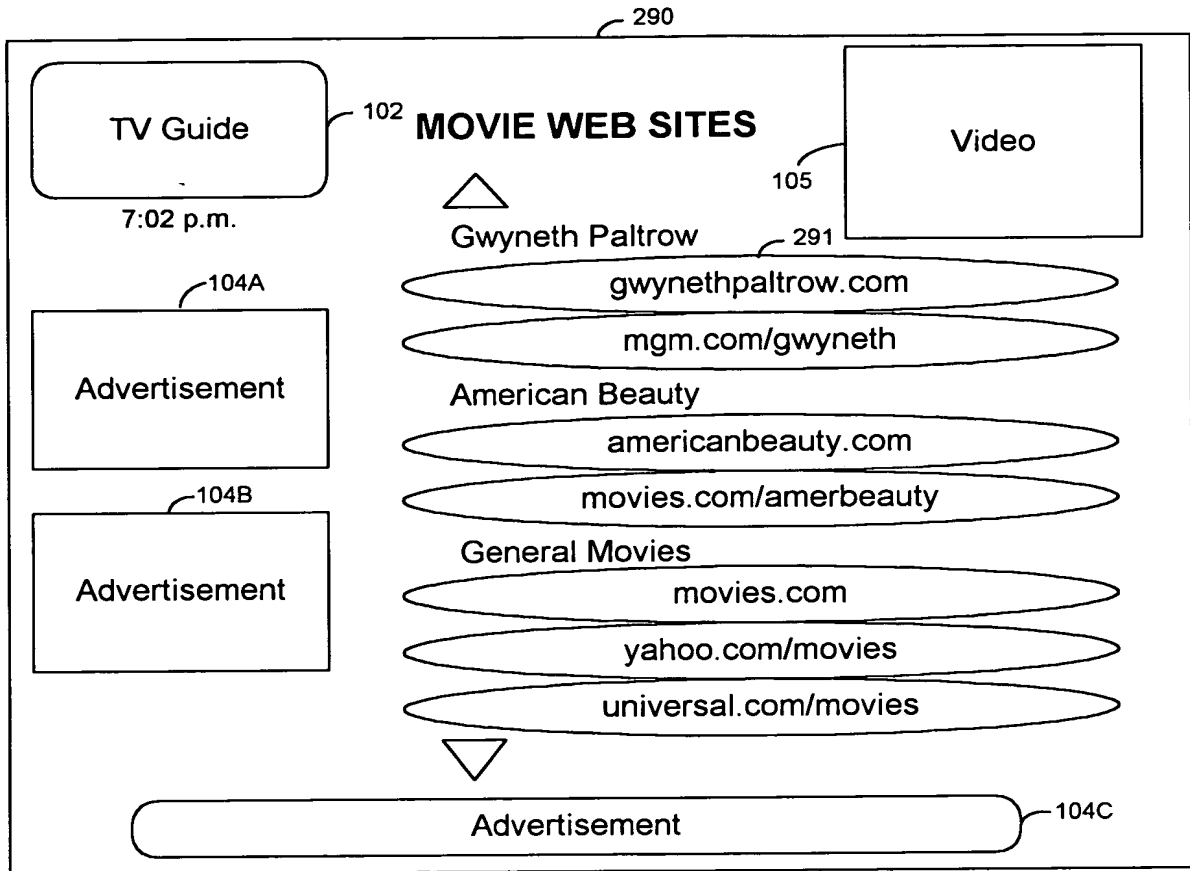 290
TV Guide
102
MOVIE WEB SITES
Video
105
7:02 p.m.
Gwyneth Paltrow
291
gwynethpaltrow.com
mgm.com/gwyneth
104A
Advertisement
American Beauty
americanbeauty.com
movies.com/amerbeauty
104B
Advertisement
General Movies
movies.com
yahoo.com/movies
universal.com/movies
Advertisement
104C